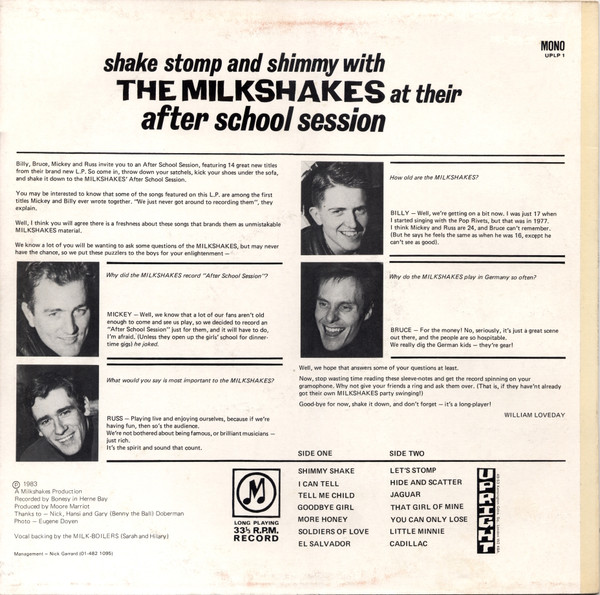 shake stomp and shimmy with
THE MILKSHAKES at their
after school session
MONO
UPLP 1
Billy, Bruce, Mickey and Russ invite you to an After School Session, featuring 14 great new titles
from their brand new L.P. So come in, throw down your satchels, kick your shoes under the chairs,
and shake it down to the MILKSHAKES' After School Session.
You may be interested to know that some of the songs featured on this L.P. are among the first
titles Mickey and Billy ever wrote together. "We just never got around to recording them", they
explain.
Well, I think you will agree there is a freshness about these songs that brands them as unmistakable
MILKSHAKES material.
We know a lot of you will be wanting to ask some questions of the MILKSHAKES, but may never
have the chance, so we put these puzzlers to the boys for your enlightenment –
How old are the MILKSHAKES?
BILLY – Well, we're getting on a bit now. I was just 17 when
I started singing with the Pop Rivets, but that was in 1977.
I think Mickey and Russ are 24, and Bruce can't remember.
(But he says he feels the same as when he was 16, except he
can't see as good).
Why did the MILKSHAKES record "After School Session"?
MICKEY – Well, we know that a lot of our fans aren't old
enough to come and see us play, so we decided to record an
"After School Session" just for them, and it will have to do,
I'm afraid. (Unless they open up the girls' school for dinner-
time gigs) he joked.
Why do the MILKSHAKES play in Germany so often?
BRUCE – For the money! No, seriously, it's just a great scene
out there, and the people are so hospitable.
We really dig the German kids – they're gear!
What would you say is most important to the MILKSHAKES?
RUSS – Playing live and enjoying ourselves, because if we're
having fun, then so's the audience.
We're not bothered about being famous, or brilliant musicians –
just rich.
It's the spirit and sound that count.
Well, we hope that answers some of your questions at least.
Now, stop wasting time reading these sleeve-notes and get the record spinning on your
gramophone. Why not give your friends a ring and ask them over. (That is, if they have'nt already
got their own MILKSHAKES party swinging!)
Good-bye for now, shake it down, and don't forget – it's a long-player!
WILLIAM LOVEDAY
Ⓟ 1983
A Milkshakes Production
Recorded by Bonesy in Herne Bay
Produced by Moore Marriot
Thanks to – Nick, Hansi and Gary (Benny the Ball) Doberman
Photo – Eugene Doyen
Vocal backing by the MILK-BOILERS (Sarah and Hilary)
Management – Nick Garrard (01-482 1095)
M
LONG PLAYING
33⅓ R.P.M.
RECORD
SIDE ONE
SHIMMY SHAKE
I CAN TELL
TELL ME CHILD
GOODBYE GIRL
MORE HONEY
SOLDIERS OF LOVE
EL SALVADOR
SIDE TWO
LET'S STOMP
HIDE AND SCATTER
JAGUAR
THAT GIRL OF MINE
YOU CAN ONLY LOSE
LITTLE MINNIE
CADILLAC
UPRIGHT